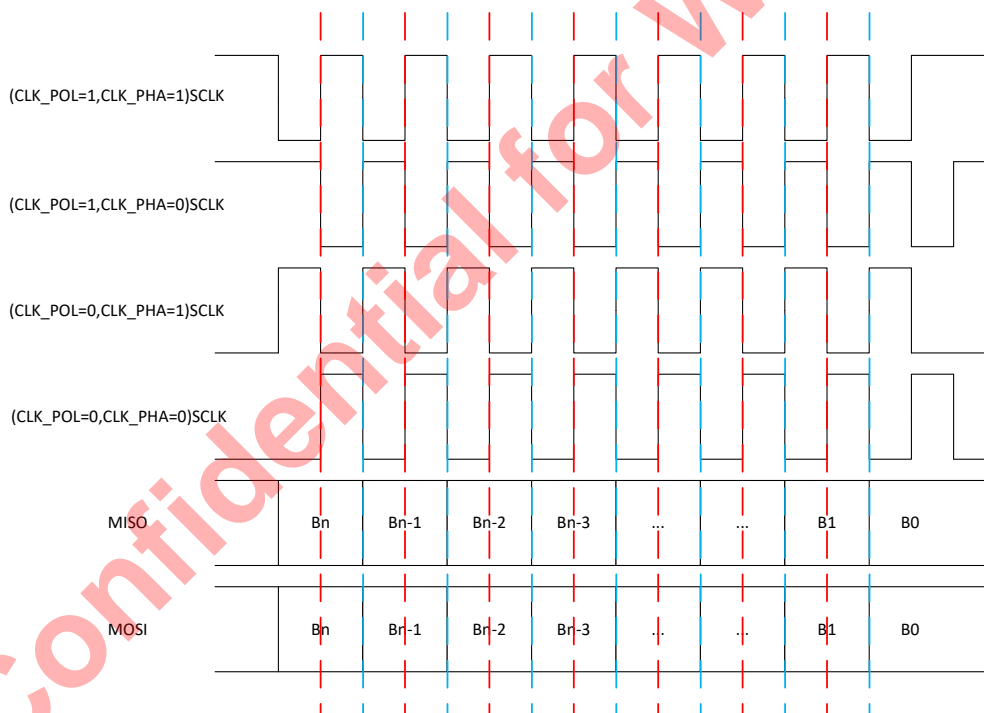 (CLK_POL=1,CLK_PHA=1)SCLK
(CLK_POL=1,CLK_PHA=0)SCLK
(CLK_POL=0,CLK_PHA=1)SCLK
(CLK_POL=0,CLK_PHA=0)SCLK
MISO Bn Bn-1 Bn-2 Bn-3 ... ... B1 B0
MOSI Bn Bn-1 Bn-2 Bn-3 ... ... B1 B0
Confidential for